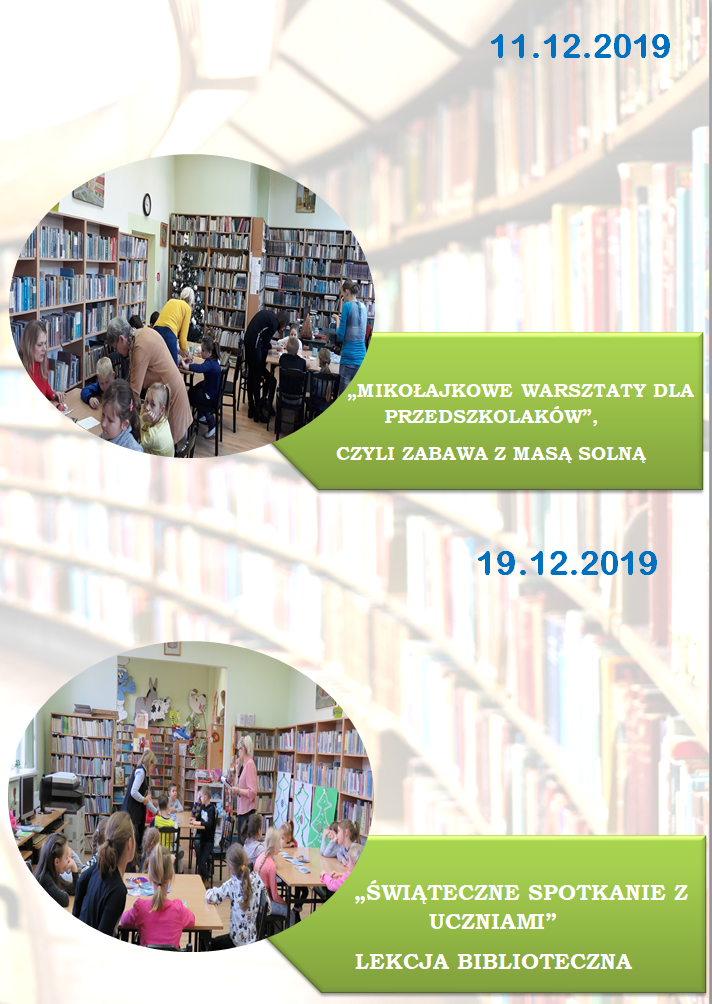 11.12.2019
„MIKOŁAJKOWE WARSZTATY DLA
PRZEDSZKOLAKÓW”,
CZYLI ZABAWA Z MASĄ SOLNĄ
19.12.2019
„ŚWIĄTECZNE SPOTKANIE Z
UCZNIAMI”
LEKCJA BIBLIOTECZNA